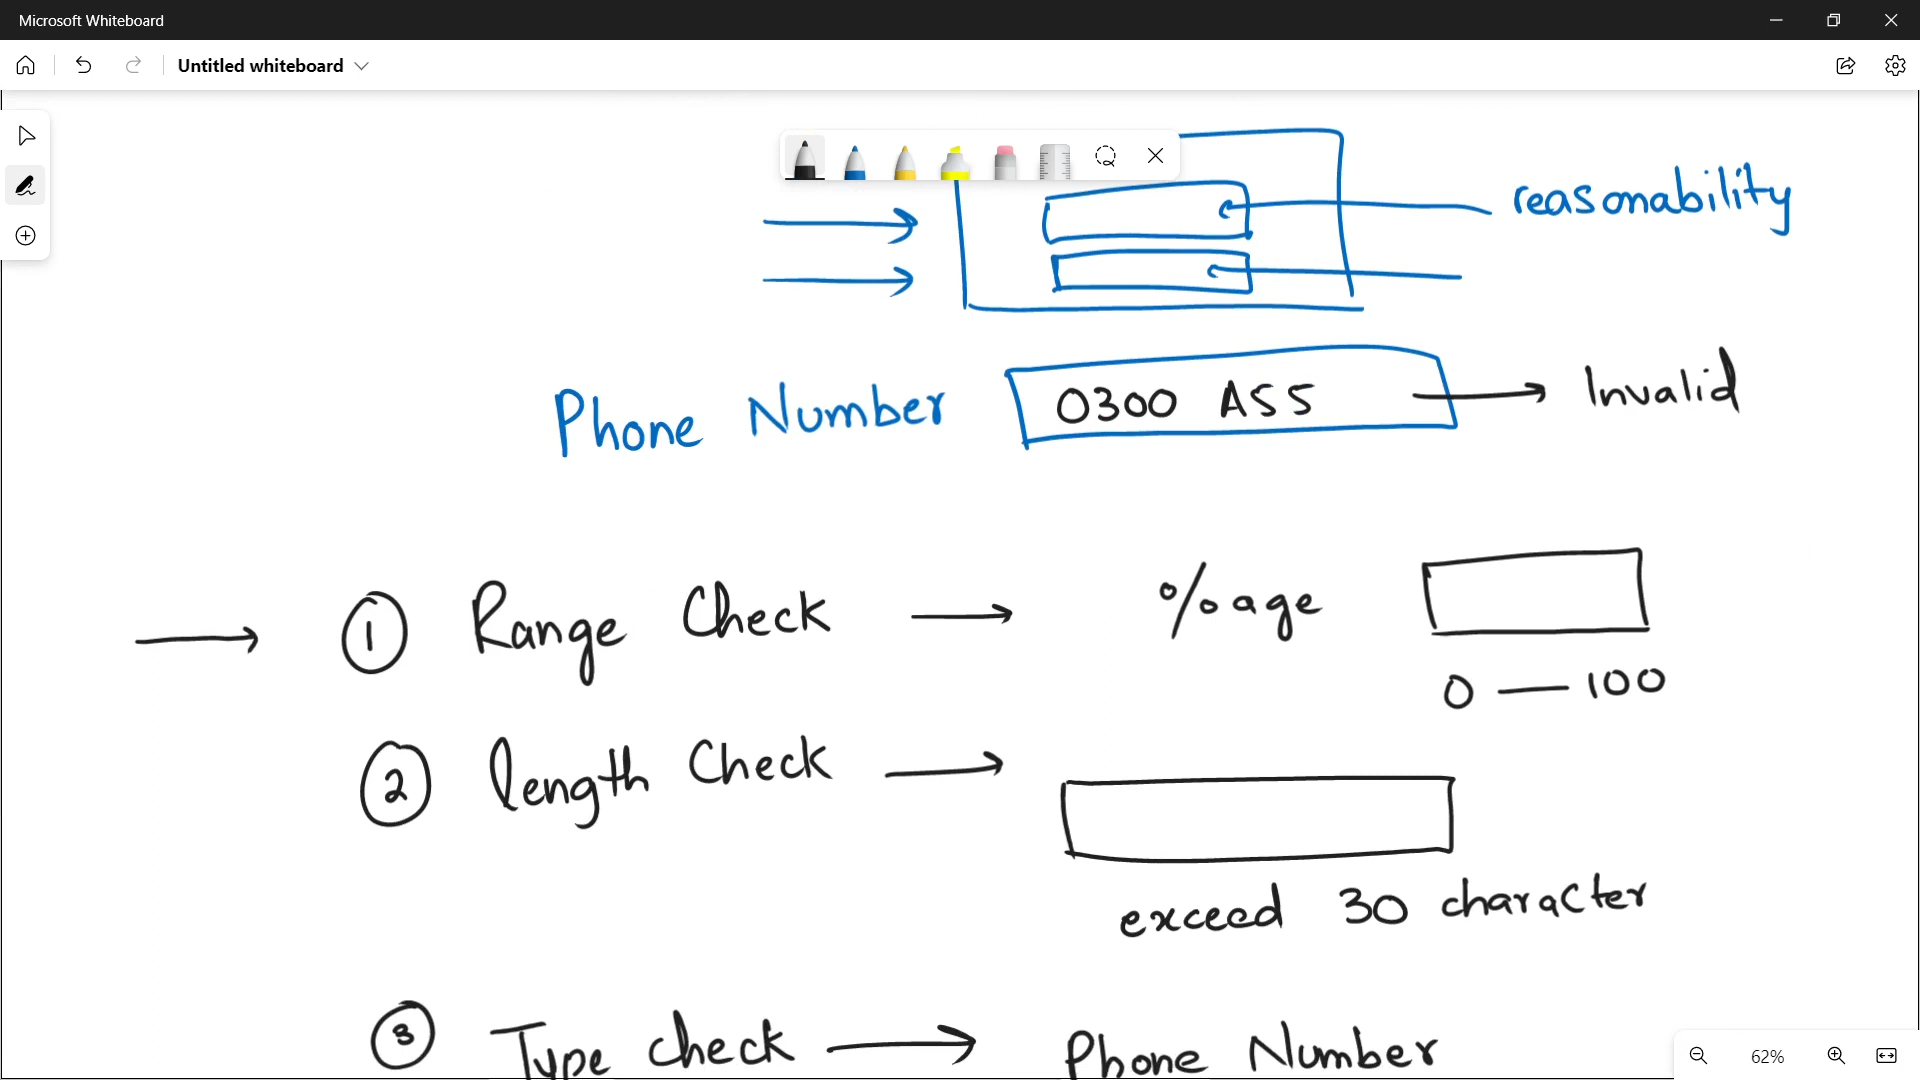 Microsoft Whiteboard
Untitled whiteboard
reasonability
Phone Number 0300 ASS Invalid
1 Range Check %age
0 — 100
2 length Check
exceed 30 character
3 Type check Phone Number
62%